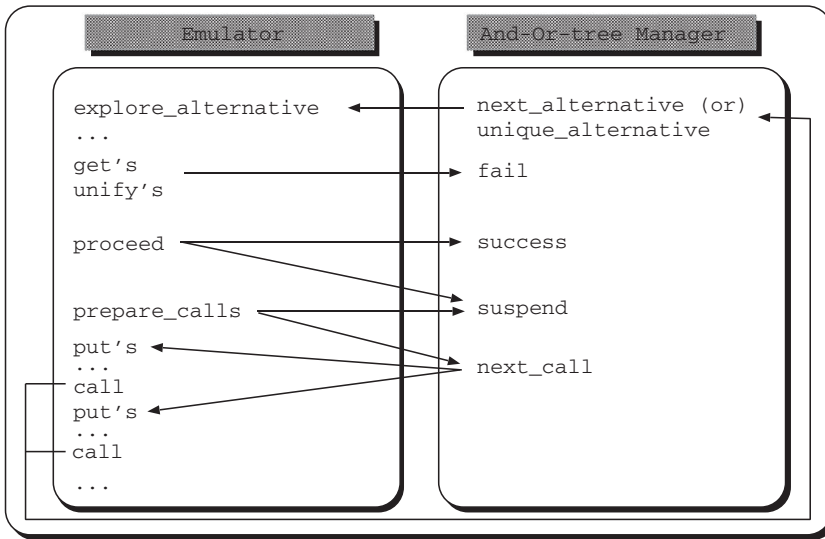 Emulator
explore_alternative
...
get's
unify's
proceed
prepare_calls
put's
...
call
put's
...
call
...
And-Or-tree Manager
next_alternative (or)
unique_alternative
fail
success
suspend
next_call